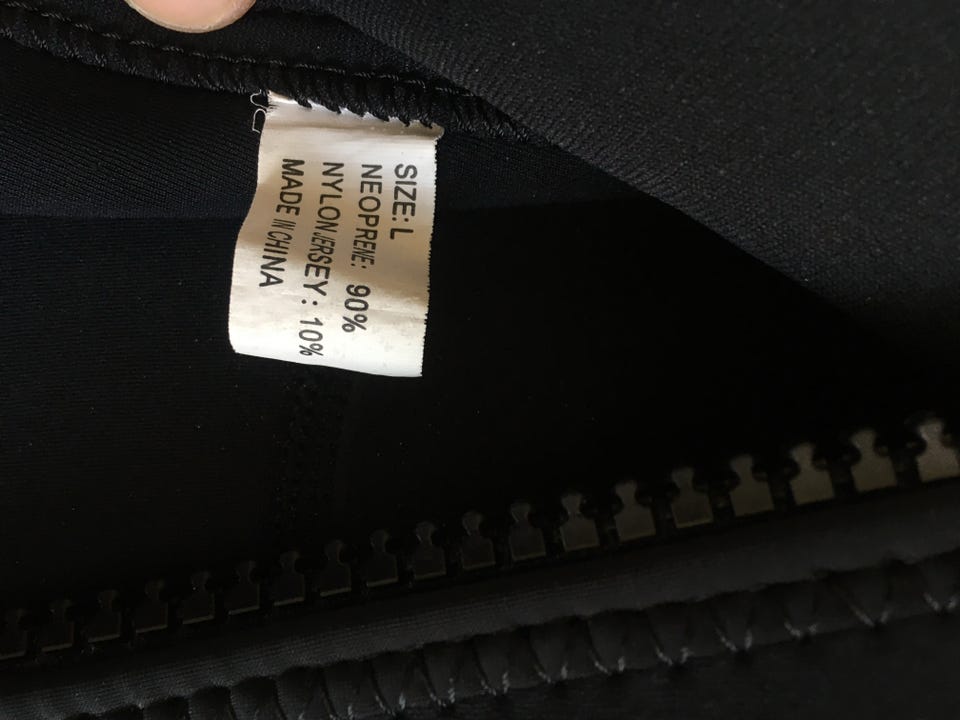 SIZE: L
NEOPRENE: 90%
NYLON JERSEY: 10%
MADE IN CHINA